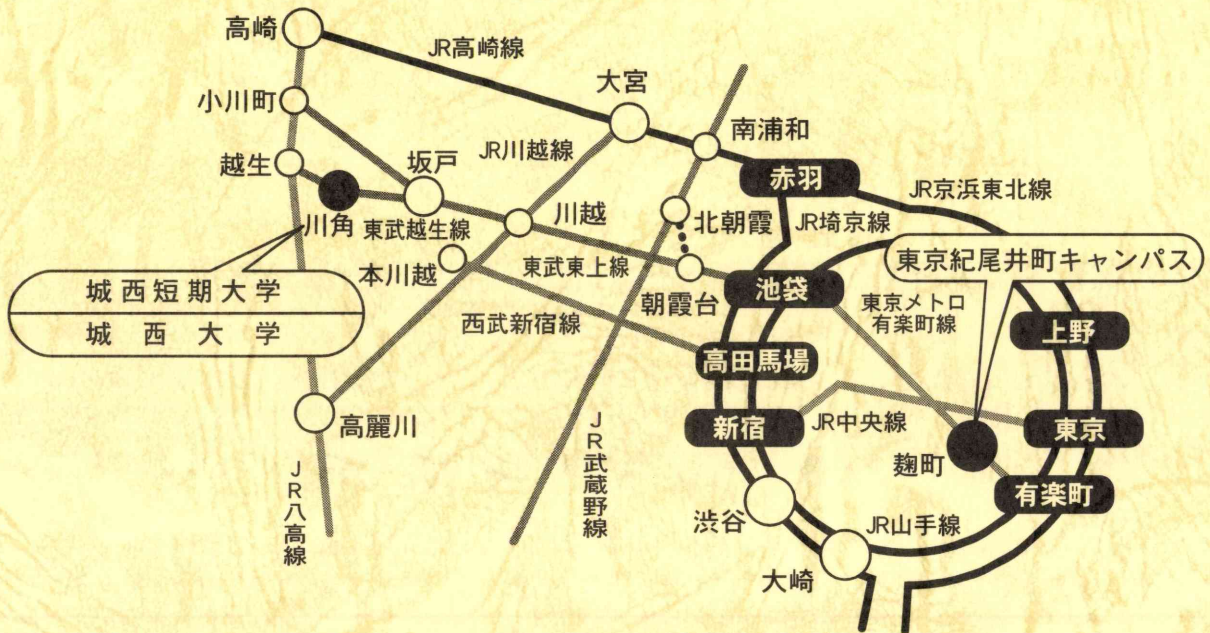 高崎
JR高崎線
大宮
小川町
南浦和
JR川越線
越生
坂戸
赤羽
JR京浜東北線
川角
東武越生線
川越
北朝霞
JR埼京線
本川越
東武東上線
東京紀尾井町キャンパス
城西短期大学
城西大学
朝霞台
池袋
東京メトロ
有楽町線
西武新宿線
上野
高田馬場
高麗川
新宿
JR中央線
東京
麹町
JR武蔵野線
JR八高線
有楽町
渋谷
JR山手線
大崎